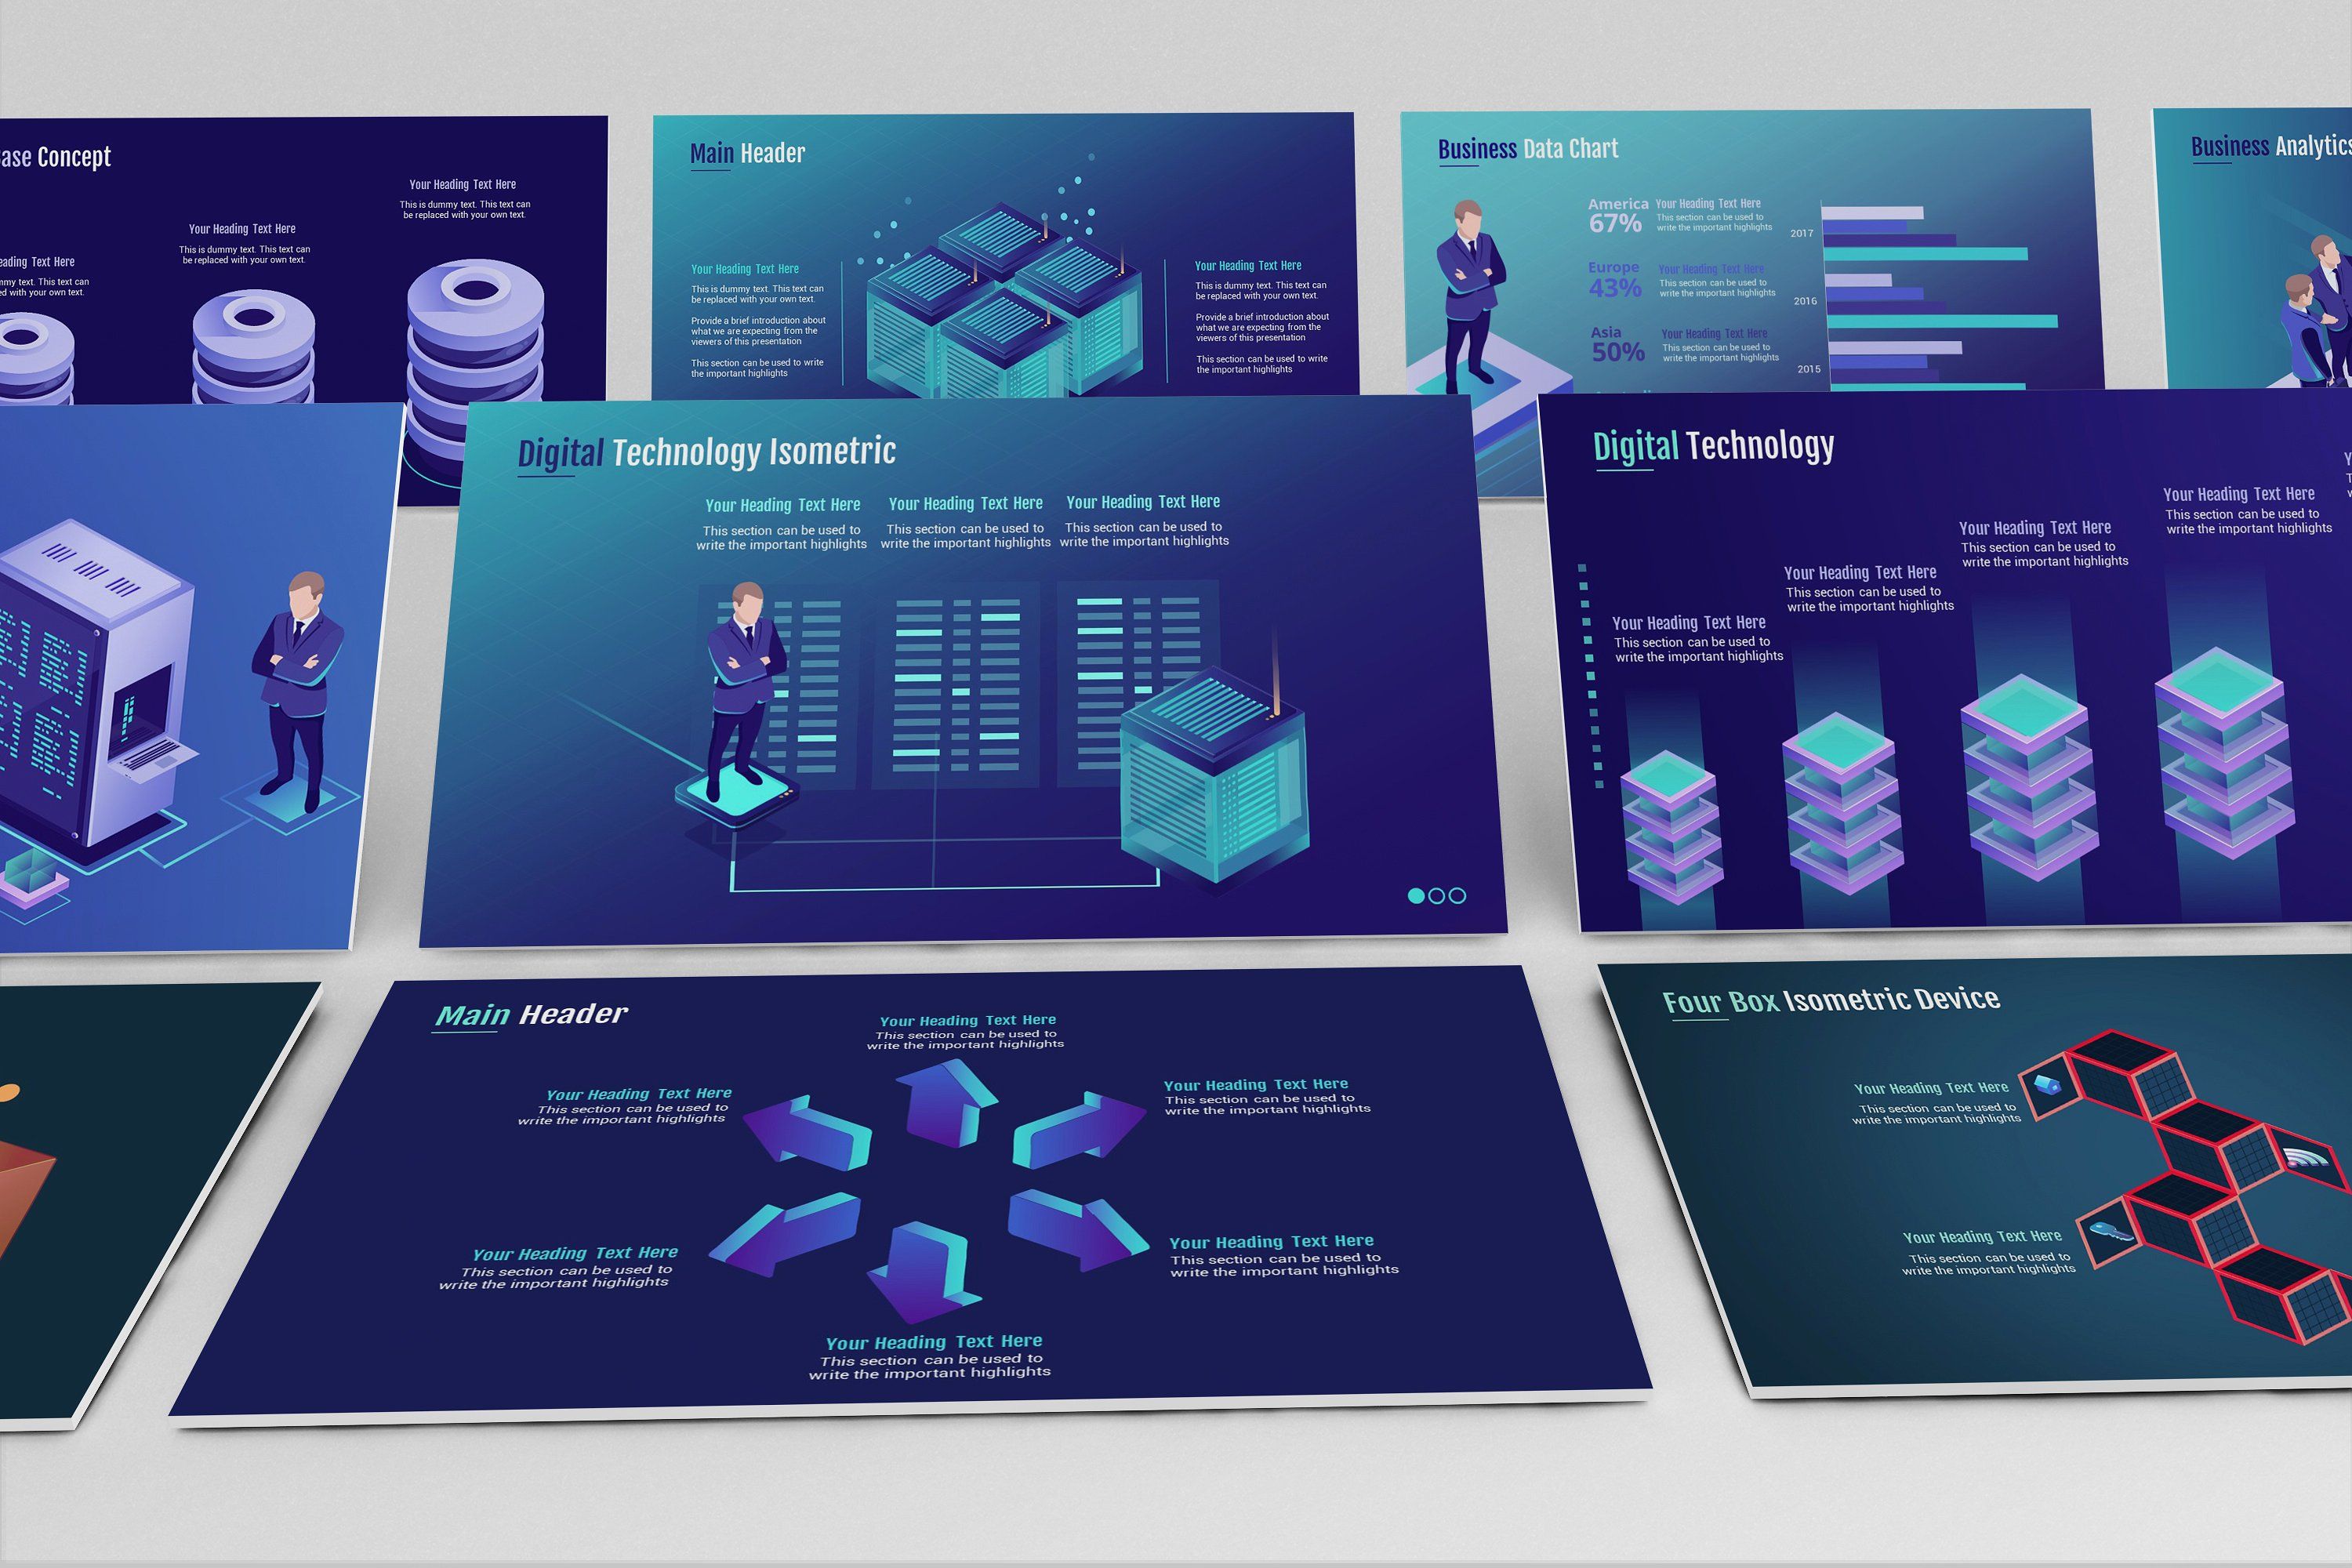 Concept
Your Heading Text Here
This is dummy text. This text can
be replaced with your own text.
Your Heading Text Here
This is dummy text. This text can
be replaced with your own text.
Text Here
text. This text can
with your own text.
Main Header
Your Heading Text Here
This is dummy text. This text can
be replaced with your own text.
Provide a brief introduction about
what we are expecting from the
viewers of this presentation
This section can be used to write
the important highlights
Your Heading Text Here
This is dummy text. This text can
be replaced with your own text.
Provide a brief introduction about
what we are expecting from the
viewers of this presentation
This section can be used to write
the important highlights
Business Data Chart
America
67%
Your Heading Text Here
This section can be used to
write the important highlights
Europe
43%
Your Heading Text Here
This section can be used to
write the important highlights
Asia
50%
Your Heading Text Here
This section can be used to
write the important highlights
2017
2016
2015
Business Analytics
Digital Technology Isometric
Your Heading Text Here
This section can be used to
write the important highlights
Your Heading Text Here
This section can be used to
write the important highlights
Your Heading Text Here
This section can be used to
write the important highlights
Digital Technology
Your Heading Text Here
This section can be used to
write the important highlights
Your Heading Text Here
This section can be used to
write the important highlights
Your Heading Text Here
This section can be used to
write the important highlights
Your Heading Text Here
This section can be used to
write the important highlights
Main Header
Your Heading Text Here
This section can be used to
write the important highlights
Your Heading Text Here
This section can be used to
write the important highlights
Your Heading Text Here
This section can be used to
write the important highlights
Your Heading Text Here
This section can be used to
write the important highlights
Your Heading Text Here
This section can be used to
write the important highlights
Your Heading Text Here
This section can be used to
write the important highlights
Four Box Isometric Device
Your Heading Text Here
This section can be used to
write the important highlights
Your Heading Text Here
This section can be used to
write the important highlights